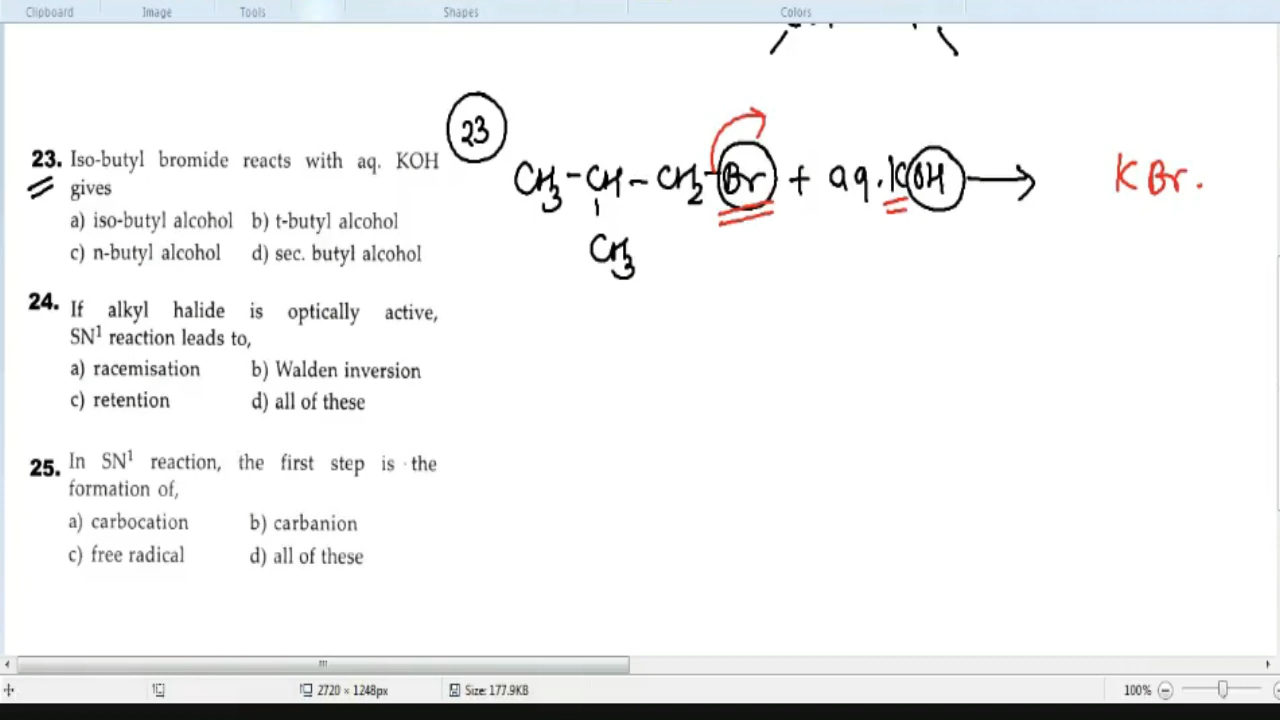 Clipboard Image Tools Shapes Colors
23
23. Iso-butyl bromide reacts with aq. KOH
gives
a) iso-butyl alcohol b) t-butyl alcohol
c) n-butyl alcohol d) sec. butyl alcohol
CH3 - CH - CH2 - Br + aq. KOH → KBr.
CH3
24. If alkyl halide is optically active,
SN¹ reaction leads to,
a) racemisation b) Walden inversion
c) retention d) all of these
25. In SN¹ reaction, the first step is the
formation of,
a) carbocation b) carbanion
c) free radical d) all of these
2720 × 1248px Size: 177.9KB 100%